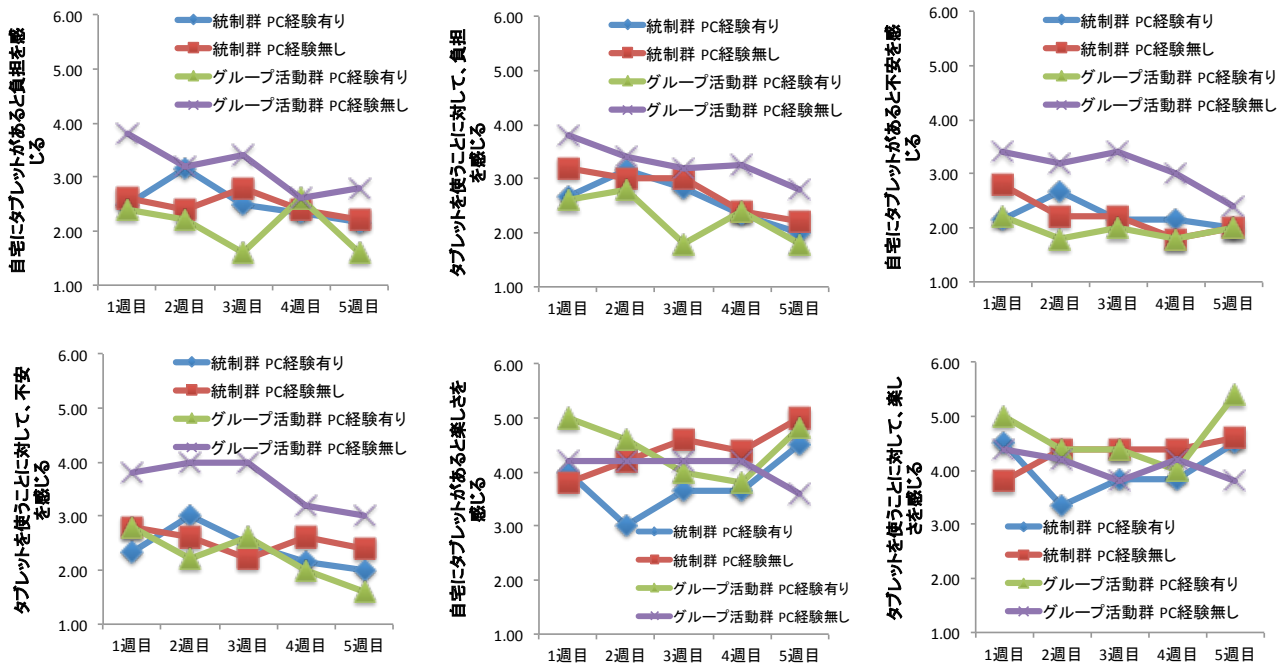 自宅にタブレットがあると負担を感
じる
6.00
5.00
4.00
3.00
2.00
1.00
統制群 PC経験有り
統制群 PC経験無し
グループ活動群 PC経験有り
グループ活動群 PC経験無し
1週目 2週目 3週目 4週目 5週目
タブレットを使うことに対して、負担
を感じる
6.00
5.00
4.00
3.00
2.00
1.00
統制群 PC経験有り
統制群 PC経験無し
グループ活動群 PC経験有り
グループ活動群 PC経験無し
1週目 2週目 3週目 4週目 5週目
自宅にタブレットがあると不安を感
じる
6.00
5.00
4.00
3.00
2.00
1.00
統制群 PC経験有り
統制群 PC経験無し
グループ活動群 PC経験有り
グループ活動群 PC経験無し
1週目 2週目 3週目 4週目 5週目
タブレットを使うことに対して、不安
を感じる
6.00
5.00
4.00
3.00
2.00
1.00
統制群 PC経験有り
統制群 PC経験無し
グループ活動群 PC経験有り
グループ活動群 PC経験無し
1週目 2週目 3週目 4週目 5週目
自宅にタブレットがあると楽しさを
感じる
6.00
5.00
4.00
3.00
2.00
1.00
統制群 PC経験有り
統制群 PC経験無し
グループ活動群 PC経験有り
グループ活動群 PC経験無し
1週目 2週目 3週目 4週目 5週目
タブレットを使うことに対して、楽し
さを感じる
6.00
5.00
4.00
3.00
2.00
1.00
統制群 PC経験有り
統制群 PC経験無し
グループ活動群 PC経験有り
グループ活動群 PC経験無し
1週目 2週目 3週目 4週目 5週目